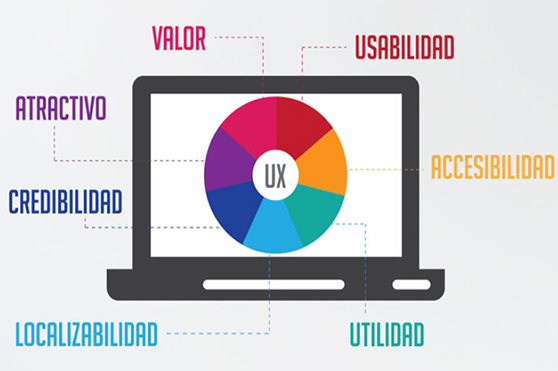 VALOR
USABILIDAD
ATRACTIVO
ACCESIBILIDAD
UX
CREDIBILIDAD
LOCALIZABILIDAD
UTILIDAD